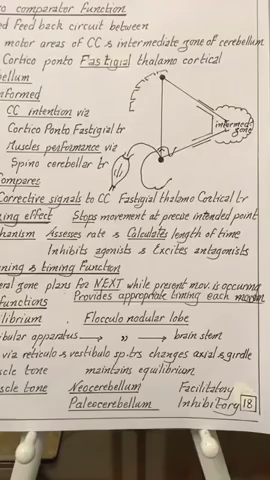 comparator Function
Feed back circuit between
motor areas of CC & intermediate zone of cerebellum
Cortico ponto Fastigial thalamo cortical
bellum
formed
CC intention via
Cortico Ponto Fastigial tr
Muscles performance via
Spino cerebellar tr
intermed
zone
mpares
Corrective signals to CC Fastigial thalamo Cortical tr
ing effect Stops movement at precise intended point
hanism Assesses rate & Calculates length of time
Inhibits agonists & Excites antagonists
ning & timing Function
eral zone plans for NEXT while present mov. is occuring
Provides appropriate timing each
functions
ilibrium Flocculo nodular lobe
ibular apparatus → " → brain stem
via reticulo & vestibulo sp.trs changes axial & girdle
scle tone maintains equilibrium
scle tone Neocerebellum Facilitatory
Paleocerebellum Inhibitory 18